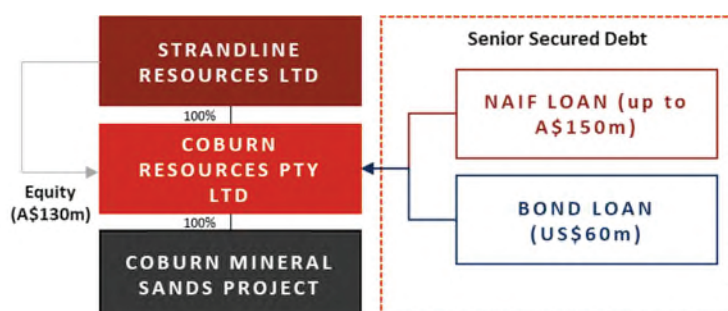 STRANDLINE
RESOURCES LTD
100%
COBURN
RESOURCES PTY
LTD
Equity
(A$130m)
100%
COBURN MINERAL
SANDS PROJECT
Senior Secured Debt
NAIF LOAN (up to
A$150m)
BOND LOAN
(US$60m)